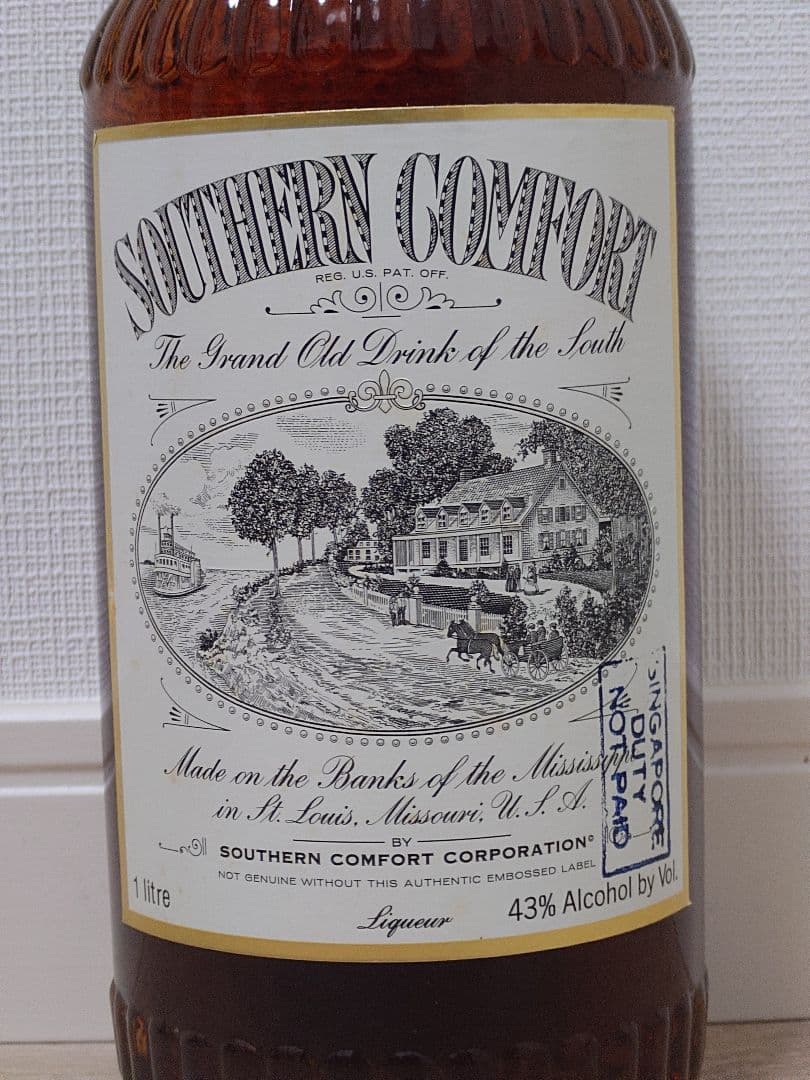 SOUTHERN COMFORT
REG. U.S. PAT. OFF.
The Grand Old Drink of the South
Made on the Banks of the Mississippi
in St. Louis, Missouri, U.S.A.
BY
SOUTHERN COMFORT CORPORATION©
NOT GENUINE WITHOUT THIS AUTHENTIC EMBOSSED LABEL
1 litre
Liqueur
43% Alcohol by Vol.
SINGAPORE
DUTY
NOT PAID